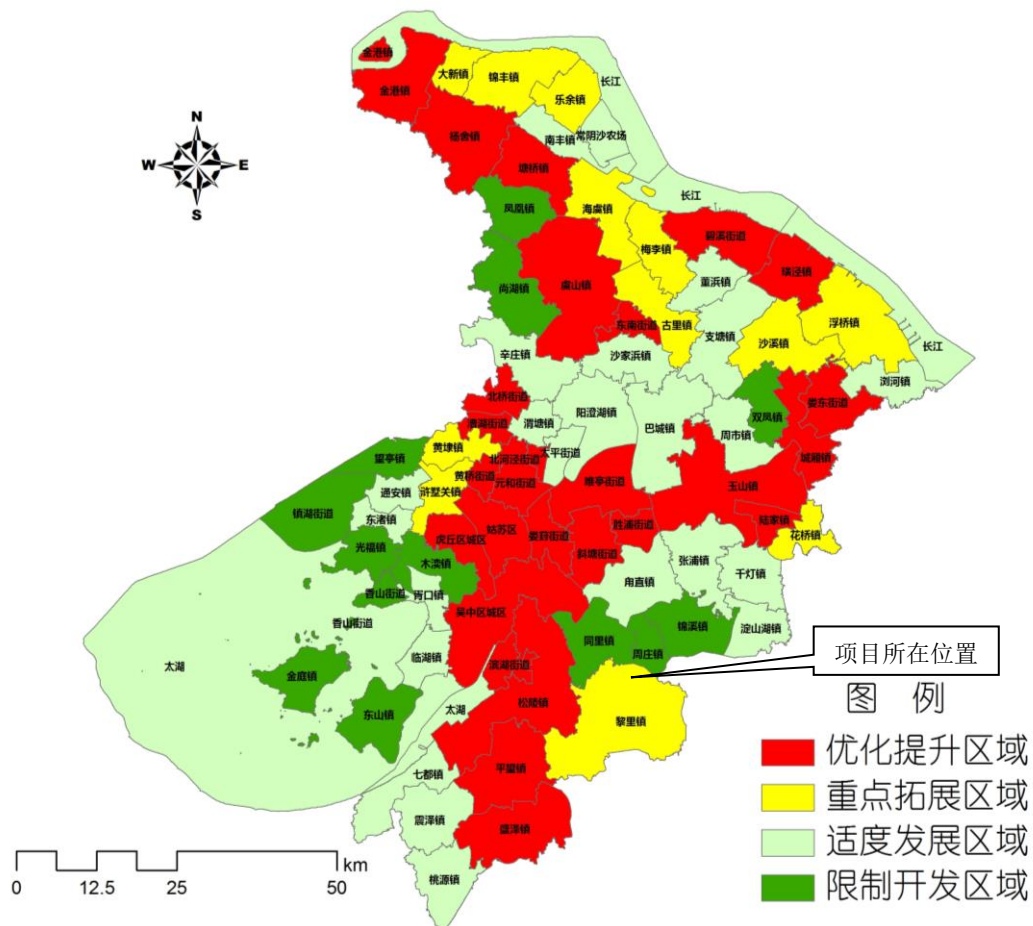 金港镇
金港镇
大新镇
锦丰镇
乐余镇
长江
杨舍镇
南丰镇
常阴沙农场
塘桥镇
N
W
E
S
凤凰镇
海虞镇
长江
梅李镇
碧溪街道
尚湖镇
虞山镇
董浜镇
璜泾镇
东南街道
古里镇
支塘镇
沙溪镇
浮桥镇
长江
辛庄镇
沙家浜镇
浏河镇
北桥街道
渭塘镇
阳澄湖镇
巴城镇
双凤镇
娄东街道
漕湖街道
周市镇
黄埭镇
北河泾街道
太平街道
城厢镇
望亭镇
黄桥街道
元和街道
唯亭街道
玉山镇
通安镇
浒墅关镇
镇湖街道
东渚镇
姑苏区
娄葑街道
胜浦街道
陆家镇
花桥镇
虎丘区城区
斜塘街道
光福镇
木渎镇
张浦镇
千灯镇
香山街道
胥口镇
甪直镇
吴中区城区
香山街道
同里镇
锦溪镇
淀山湖镇
太湖
临湖镇
周庄镇
项目所在位置
金庭镇
滨湖街道
东山镇
太湖
松陵镇
黎里镇
图 例
七都镇
平望镇
优化提升区域
重点拓展区域
震泽镇
盛泽镇
适度发展区域
桃源镇
限制开发区域
km
0 12.5 25 50